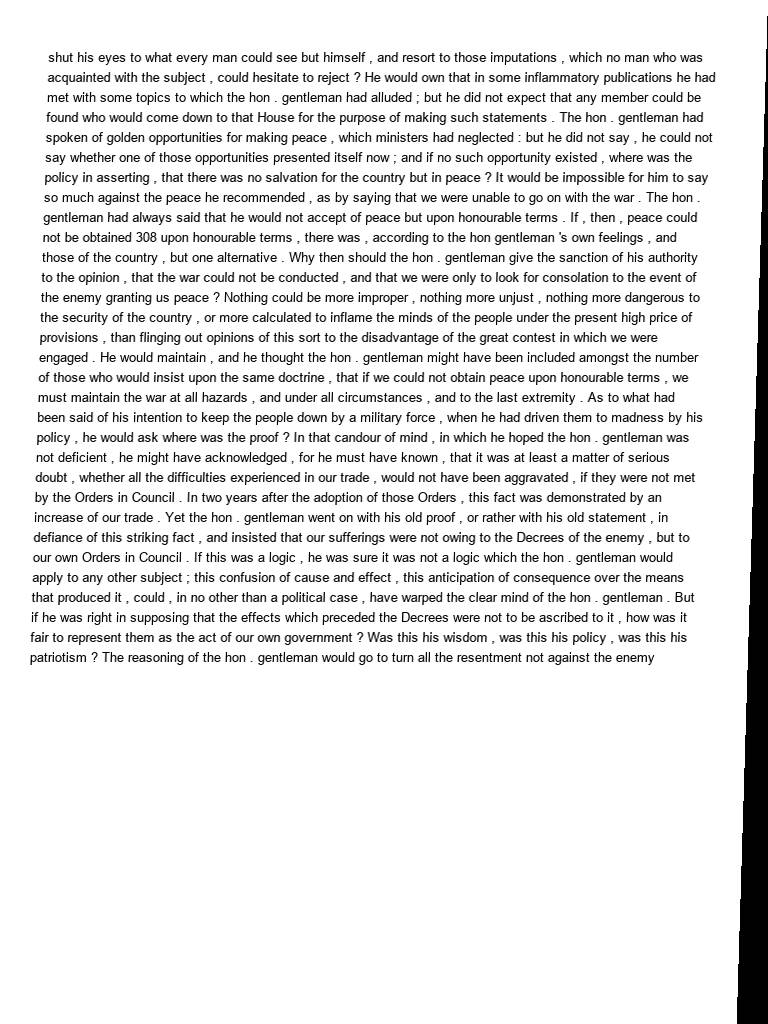 shut his eyes to what every man could see but himself , and resort to those imputations , which no man who was
acquainted with the subject , could hesitate to reject ? He would own that in some inflammatory publications he had
met with some topics to which the hon . gentleman had alluded ; but he did not expect that any member could be
found who would come down to that House for the purpose of making such statements . The hon . gentleman had
spoken of golden opportunities for making peace , which ministers had neglected : but he did not say , he could not
say whether one of those opportunities presented itself now ; and if no such opportunity existed , where was the
policy in asserting , that there was no salvation for the country but in peace ? It would be impossible for him to say
so much against the peace he recommended , as by saying that we were unable to go on with the war . The hon .
gentleman had always said that he would not accept of peace but upon honourable terms . If , then , peace could
not be obtained 308 upon honourable terms , there was , according to the hon gentleman 's own feelings , and
those of the country , but one alternative . Why then should the hon . gentleman give the sanction of his authority
to the opinion , that the war could not be conducted , and that we were only to look for consolation to the event of
the enemy granting us peace ? Nothing could be more improper , nothing more unjust , nothing more dangerous to
the security of the country , or more calculated to inflame the minds of the people under the present high price of
provisions , than flinging out opinions of this sort to the disadvantage of the great contest in which we were
engaged . He would maintain , and he thought the hon . gentleman might have been included amongst the number
of those who would insist upon the same doctrine , that if we could not obtain peace upon honourable terms , we
must maintain the war at all hazards , and under all circumstances , and to the last extremity . As to what had
been said of his intention to keep the people down by a military force , when he had driven them to madness by his
policy , he would ask where was the proof ? In that candour of mind , in which he hoped the hon . gentleman was
not deficient , he might have acknowledged , for he must have known , that it was at least a matter of serious
doubt , whether all the difficulties experienced in our trade , would not have been aggravated , if they were not met
by the Orders in Council . In two years after the adoption of those Orders , this fact was demonstrated by an
increase of our trade . Yet the hon . gentleman went on with his old proof , or rather with his old statement , in
defiance of this striking fact , and insisted that our sufferings were not owing to the Decrees of the enemy , but to
our own Orders in Council . If this was a logic , he was sure it was not a logic which the hon . gentleman would
apply to any other subject ; this confusion of cause and effect , this anticipation of consequence over the means
that produced it , could , in no other than a political case , have warped the clear mind of the hon . gentleman . But
if he was right in supposing that the effects which preceded the Decrees were not to be ascribed to it , how was it
fair to represent them as the act of our own government ? Was this his wisdom , was this his policy , was this his
patriotism ? The reasoning of the hon . gentleman would go to turn all the resentment not against the enemy